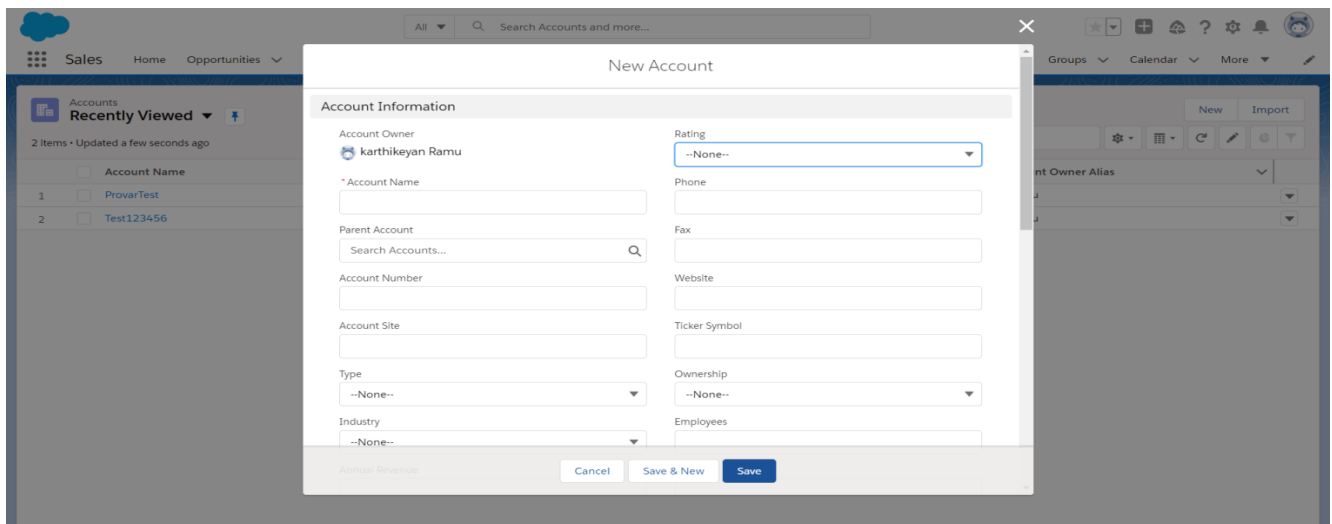 All
Search Accounts and more...
Sales
Home
Opportunities
Groups
Calendar
More
Accounts
Recently Viewed
New
Import
2 Items • Updated a few seconds ago
Account Name
nt Owner Alias
1
ProvarTest
u
2
Test123456
u
New Account
Account Information
Account Owner
karthikeyan Ramu
Rating
--None--
* Account Name
Phone
Parent Account
Search Accounts...
Fax
Account Number
Website
Account Site
Ticker Symbol
Type
--None--
Ownership
--None--
Industry
--None--
Employees
Annual Revenue
Cancel
Save & New
Save